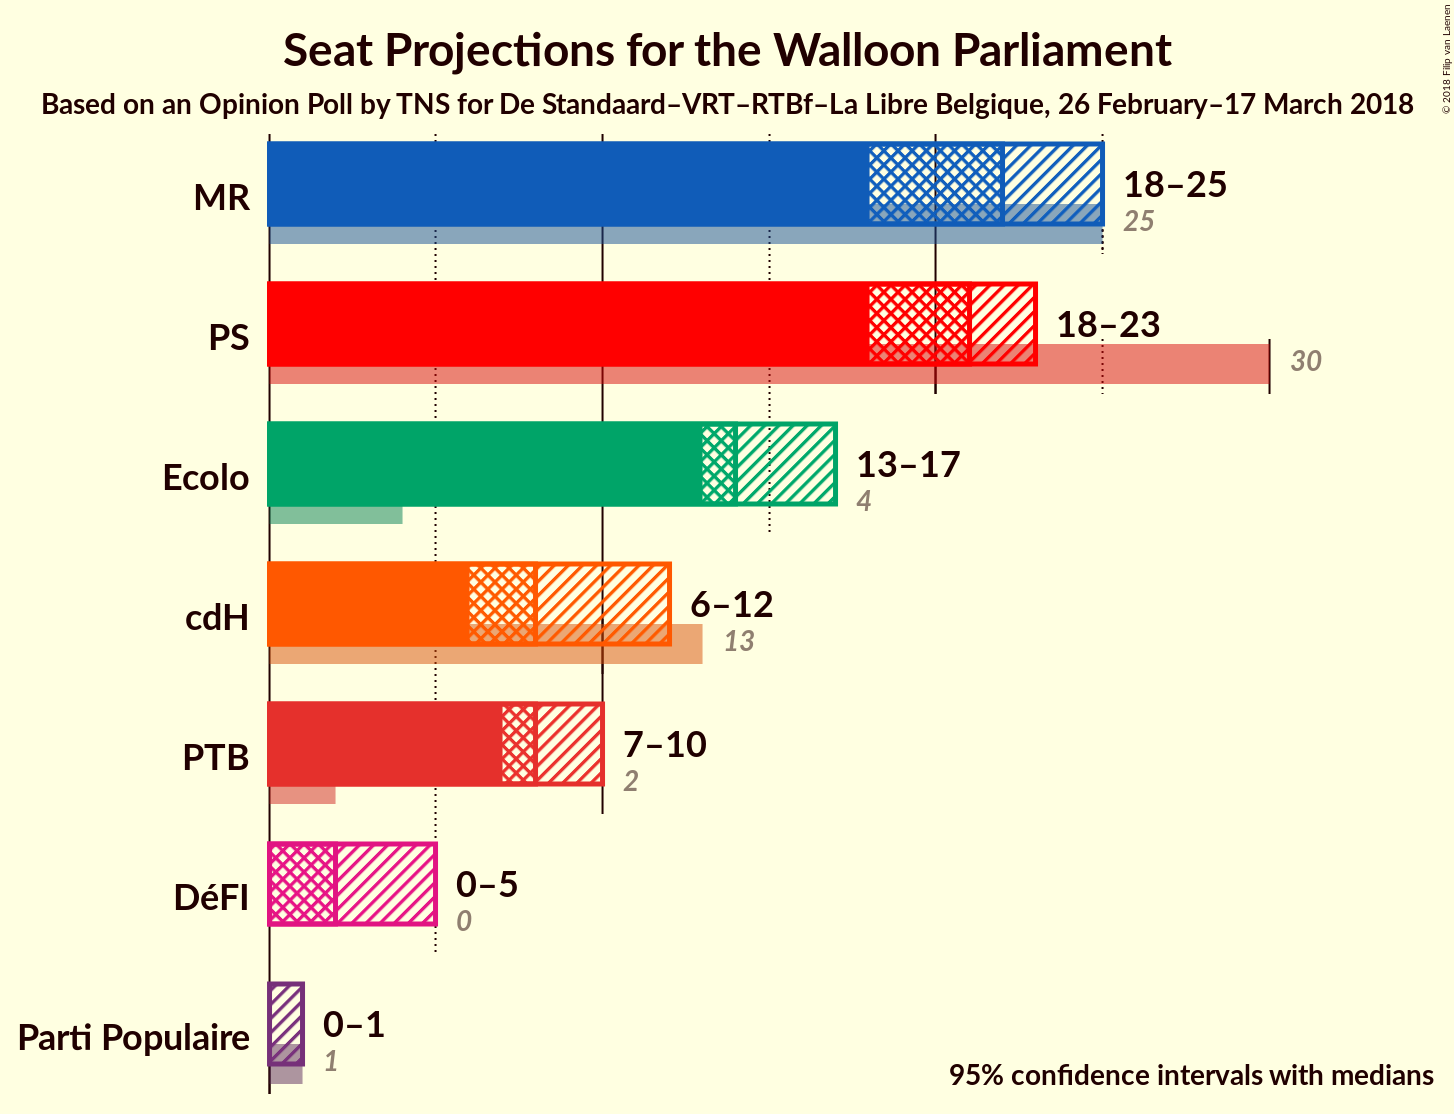 Seat Projections for the Walloon Parliament
Based on an Opinion Poll by TNS for De Standaard–VRT–RTBf–La Libre Belgique, 26 February–17 March 2018
© 2018 Filip van Laenen
MR
18–25
25
PS
18–23
30
Ecolo
13–17
4
cdH
6–12
13
PTB
7–10
2
DéFI
0–5
0
Parti Populaire
0–1
1
95% confidence intervals with medians